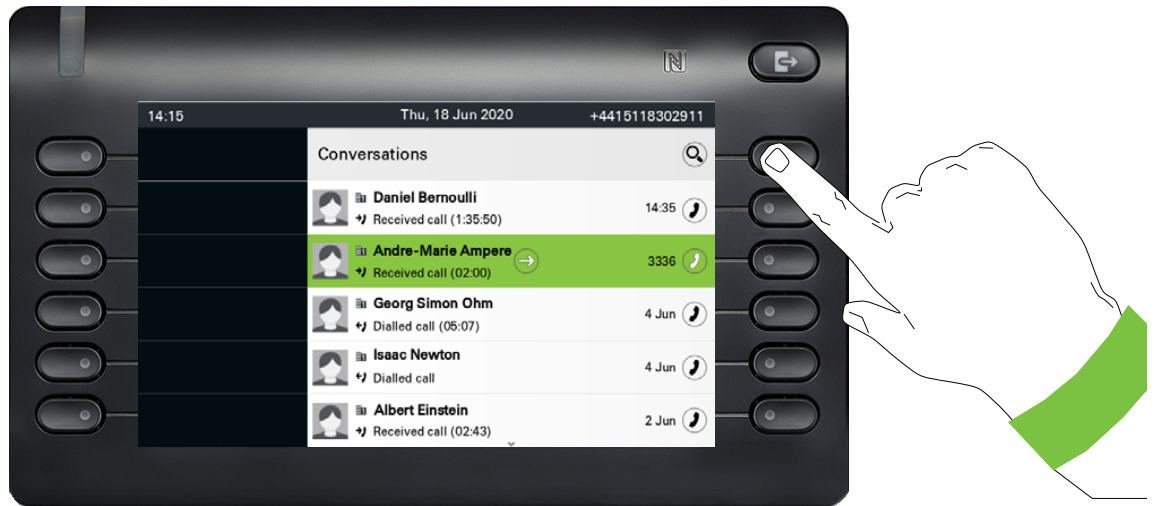 14:15 Thu, 18 Jun 2020 +4415118302911
Conversations
Daniel Bernoulli
Received call (1:35:50)
14:35
Andre-Marie Ampere
Received call (02:00)
3336
Georg Simon Ohm
Dialled call (05:07)
4 Jun
Isaac Newton
Dialled call
4 Jun
Albert Einstein
Received call (02:43)
2 Jun